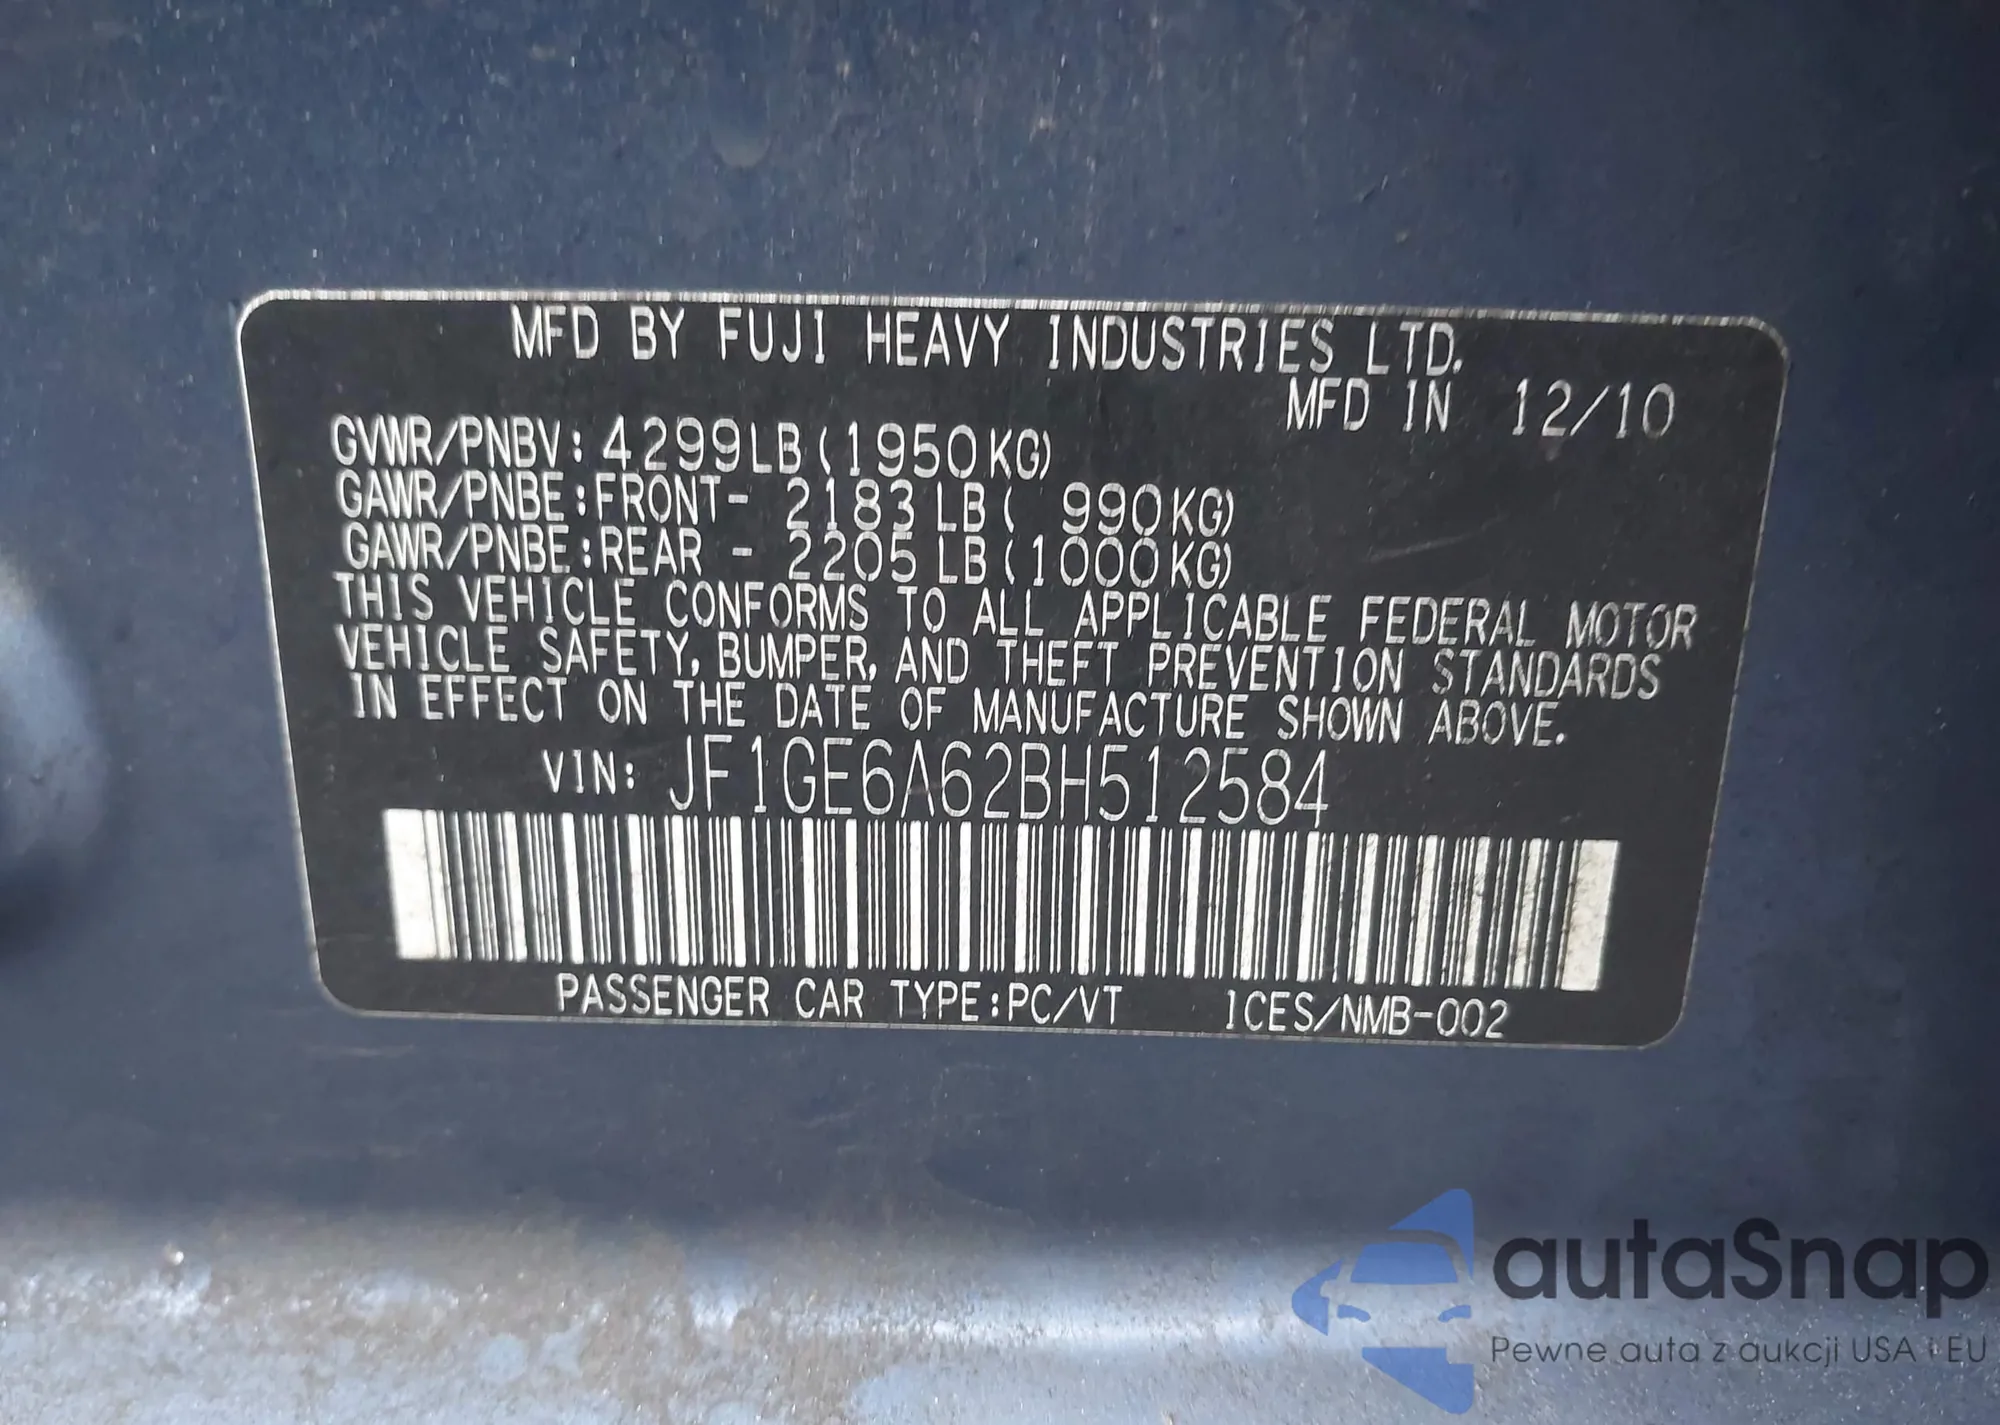 MFD BY FUJI HEAVY INDUSTRIES LTD.
MFD IN 12/10
GVWR/PNBV: 4299LB(1950KG)
GAWR/PNBE:FRONT- 2183LB( 990KG)
GAWR/PNBE:REAR - 2205LB(1000KG)
THIS VEHICLE CONFORMS TO ALL APPLICABLE FEDERAL MOTOR
VEHICLE SAFETY, BUMPER, AND THEFT PREVENTION STANDARDS
IN EFFECT ON THE DATE OF MANUFACTURE SHOWN ABOVE.
VIN: JF1GE6A62BH512584
PASSENGER CAR TYPE:PC/VT 1CES/NMB-002
autaSnap
Pewne auta z aukcji USA i EU